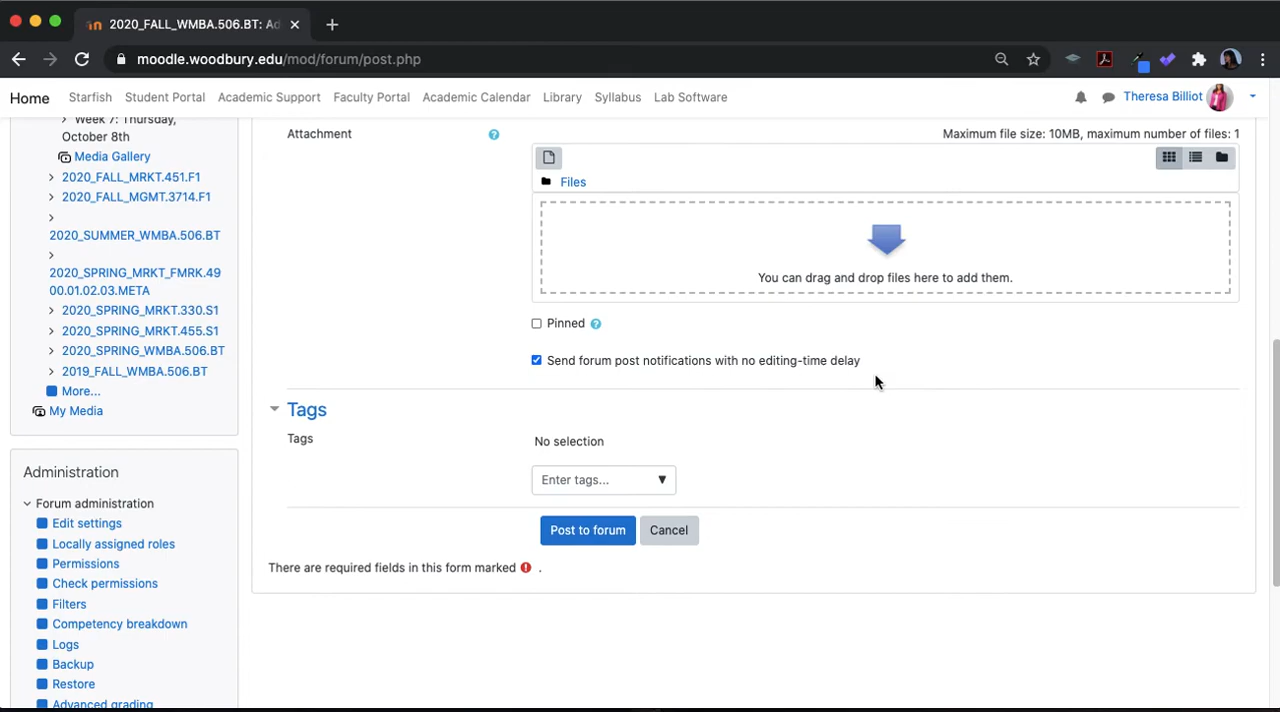 2020_FALL_WMBA.506.BT: Ad
moodle.woodbury.edu/mod/forum/post.php
Home Starfish Student Portal Academic Support Faculty Portal Academic Calendar Library Syllabus Lab Software Theresa Billiot
Week 7: Thursday,
October 8th
Media Gallery
2020_FALL_MRKT.451.F1
2020_FALL_MGMT.3714.F1
2020_SUMMER_WMBA.506.BT
2020_SPRING_MRKT_FMRK.49
00.01.02.03.META
2020_SPRING_MRKT.330.S1
2020_SPRING_MRKT.455.S1
2020_SPRING_WMBA.506.BT
2019_FALL_WMBA.506.BT
More...
My Media
Administration
Forum administration
Edit settings
Locally assigned roles
Permissions
Check permissions
Filters
Competency breakdown
Logs
Backup
Restore
Advanced grading
Attachment
Maximum file size: 10MB, maximum number of files: 1
Files
You can drag and drop files here to add them.
Pinned
Send forum post notifications with no editing-time delay
Tags
Tags
No selection
Enter tags...
Post to forum Cancel
There are required fields in this form marked .